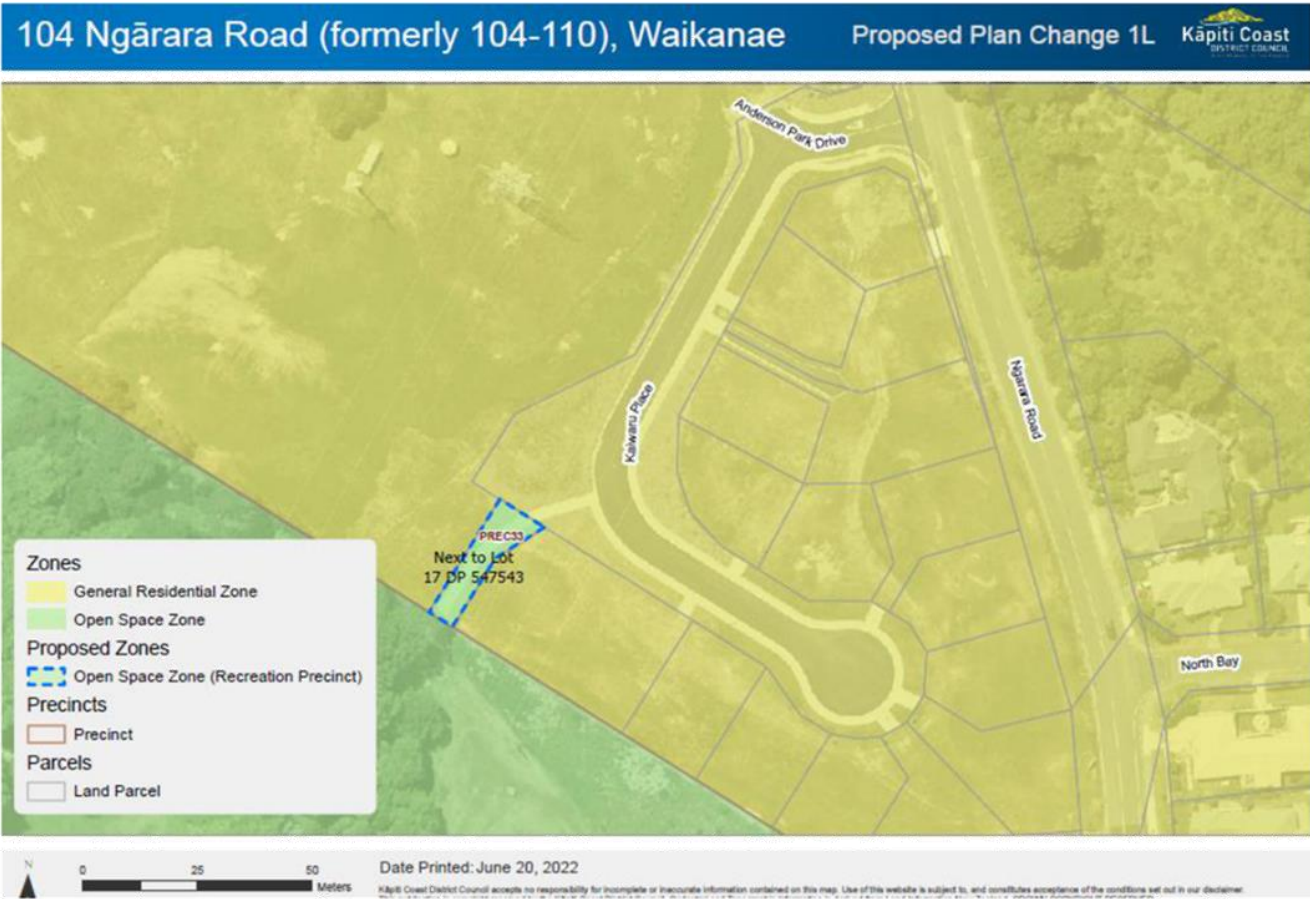 104 Ngārara Road (formerly 104-110), Waikanae
Proposed Plan Change 1L
Kāpiti Coast
DISTRICT COUNCIL
Anderson Park Drive
Kaiwaru Place
Ngarara Road
North Bay
PREC33
Next to Lot
17 DP 547543
Zones
General Residential Zone
Open Space Zone
Proposed Zones
Open Space Zone (Recreation Precinct)
Precincts
Precinct
Parcels
Land Parcel
N
0 25 50
Meters
Date Printed: June 20, 2022
Kāpiti Coast District Council accepts no responsibility for incomplete or inaccurate information contained on this map. Use of this website is subject to, and constitutes acceptance of the conditions set out in our disclaimer.